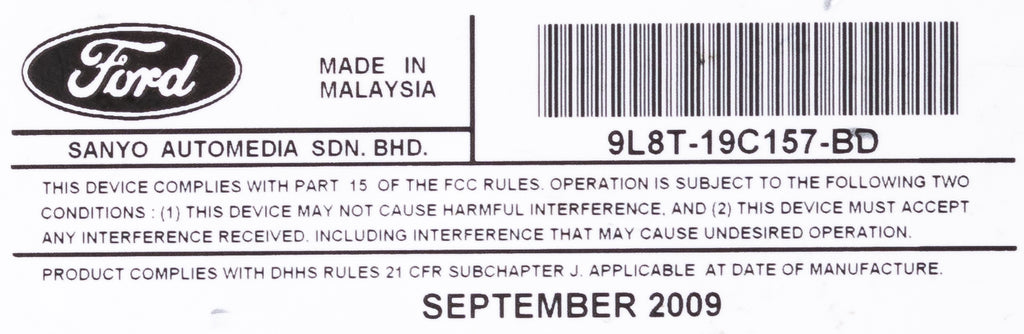 Ford
MADE IN
MALAYSIA
SANYO AUTOMEDIA SDN. BHD.
9L8T-19C157-BD
THIS DEVICE COMPLIES WITH PART 15 OF THE FCC RULES. OPERATION IS SUBJECT TO THE FOLLOWING TWO
CONDITIONS : (1) THIS DEVICE MAY NOT CAUSE HARMFUL INTERFERENCE, AND (2) THIS DEVICE MUST ACCEPT
ANY INTERFERENCE RECEIVED. INCLUDING INTERFERENCE THAT MAY CAUSE UNDESIRED OPERATION.
PRODUCT COMPLIES WITH DHHS RULES 21 CFR SUBCHAPTER J. APPLICABLE AT DATE OF MANUFACTURE.
SEPTEMBER 2009